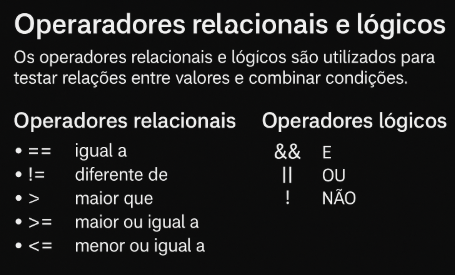 Operaradores relacionais e lógicos
Os operadores relacionais e lógicos são utilizados para
testar relações entre valores e combinar condições.
Operadores relacionais
• == igual a
• != diferente de
• > maior que
• >= maior ou igual a
• <= menor ou igual a
Operadores lógicos
&& E
|| OU
! NÃO